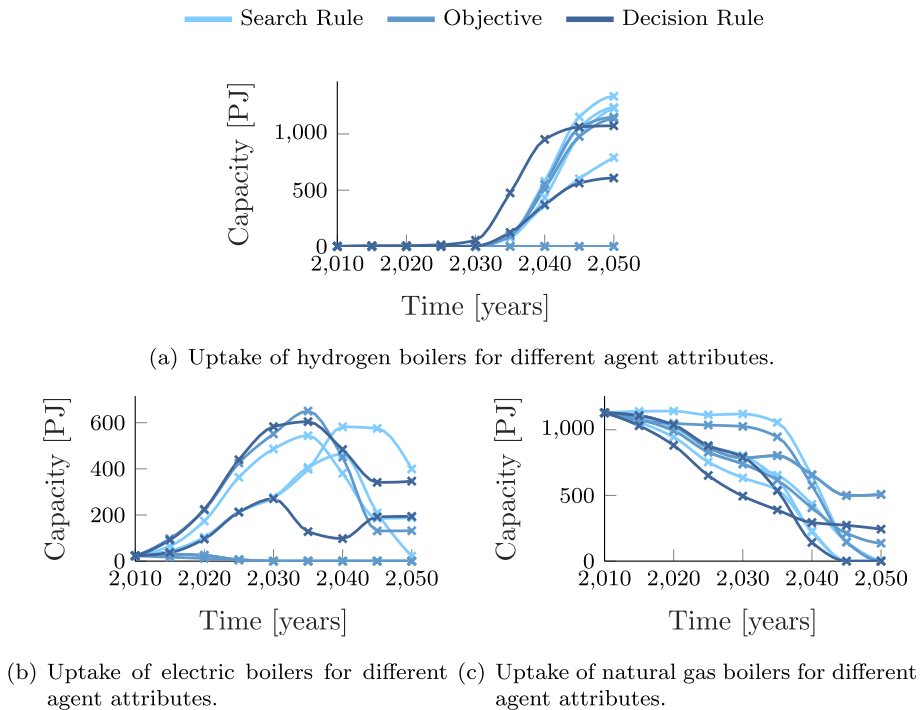 Search Rule Objective Decision Rule
Capacity [PJ]
1,000
500
0
2,010 2,020 2,030 2,040 2,050
Time [years]
(a) Uptake of hydrogen boilers for different agent attributes.
Capacity [PJ]
600
400
200
0
2,010 2,020 2,030 2,040 2,050
Time [years]
(b) Uptake of electric boilers for different
agent attributes.
Capacity [PJ]
1,000
500
0
2,010 2,020 2,030 2,040 2,050
Time [years]
(c) Uptake of natural gas boilers for different
agent attributes.